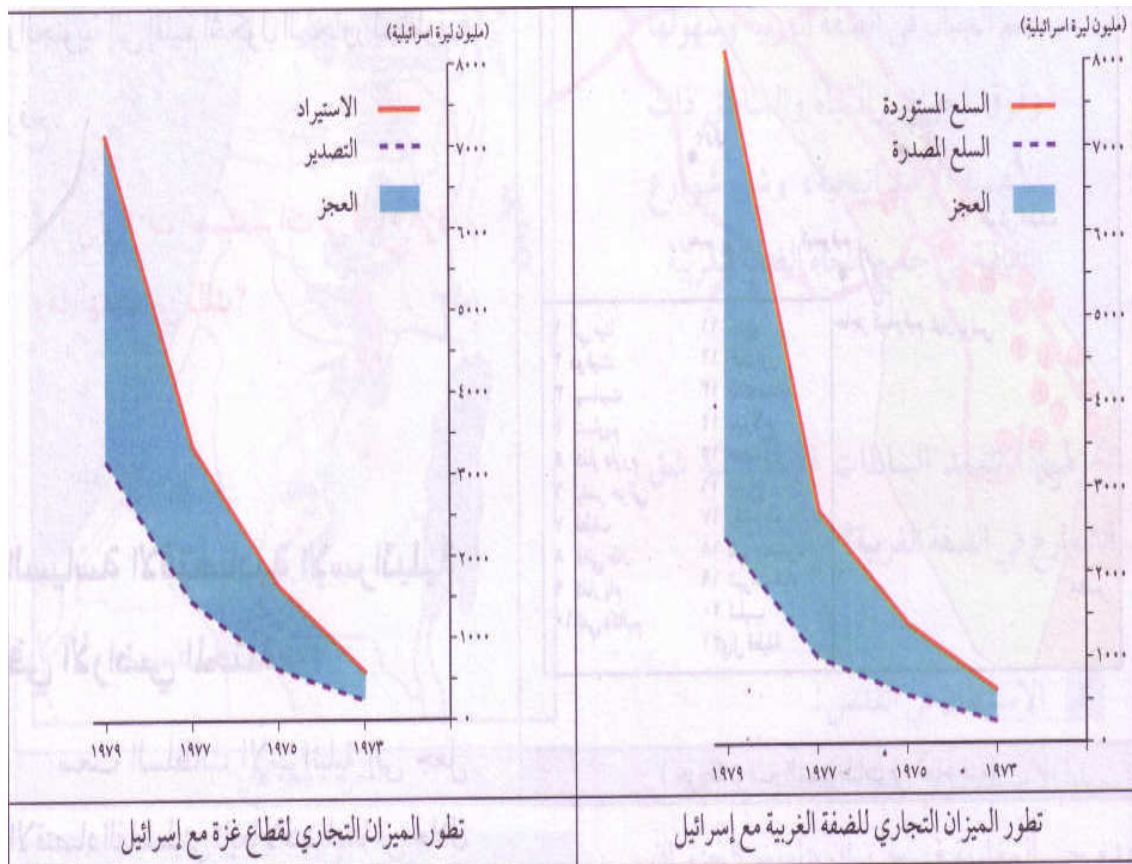 (مليون ليرة اسرائيلية)
٨٠٠٠
السلع المستوردة
السلع المصدرة
٧٠٠٠
العجز
٦٠٠٠
٥٠٠٠
٤٠٠٠
٣٠٠٠
٢٠٠٠
١٠٠٠
٠
١٩٧٣
١٩٧٥
١٩٧٧
١٩٧٩
تطور الميزان التجاري للضفة الغربية مع إسرائيل
(مليون ليرة اسرائيلية)
٨٠٠٠
الاستيراد
٧٠٠٠
التصدير
العجز
٦٠٠٠
٥٠٠٠
٤٠٠٠
٣٠٠٠
٢٠٠٠
١٠٠٠
٠
١٩٧٣
١٩٧٥
١٩٧٧
١٩٧٩
تطور الميزان التجاري لقطاع غزة مع إسرائيل